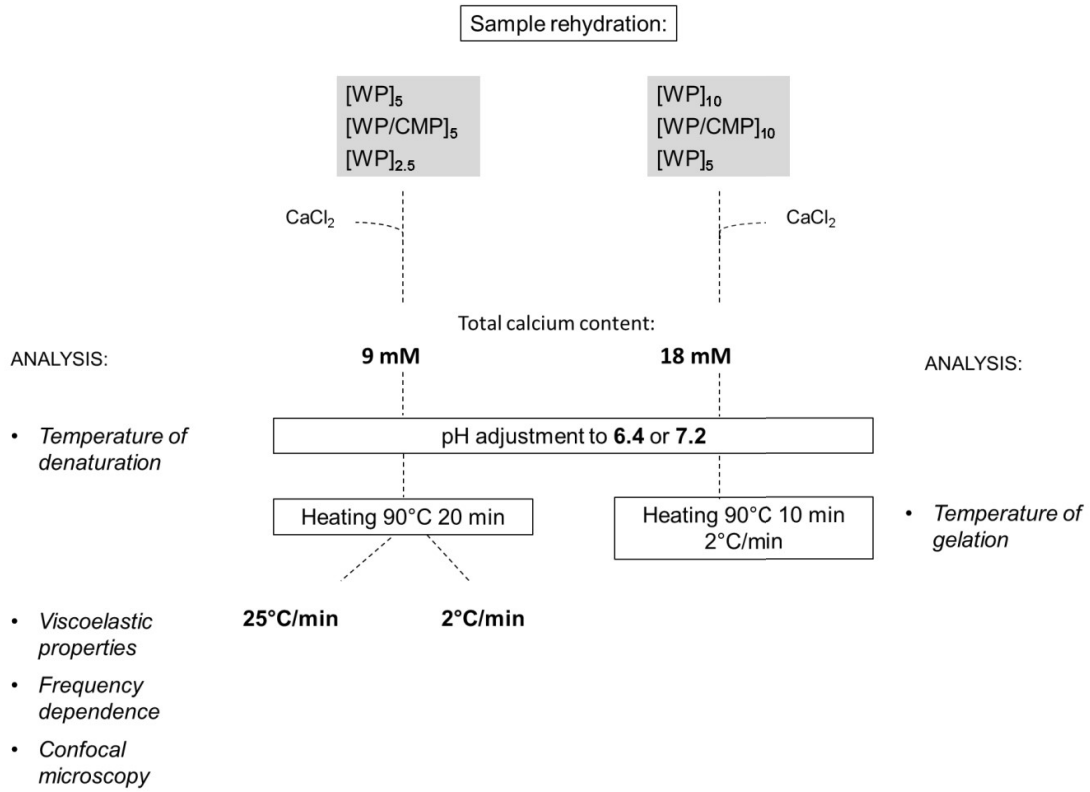 Sample rehydration:
[WP]₅
[WP/CMP]₅
[WP]₂.₅
[WP]₁₀
[WP/CMP]₁₀
[WP]₅
CaCl₂
CaCl₂
Total calcium content:
ANALYSIS:
9 mM
18 mM
ANALYSIS:
• Temperature of
denaturation
pH adjustment to 6.4 or 7.2
Heating 90°C 20 min
Heating 90°C 10 min
2°C/min
• Temperature of
gelation
25°C/min
2°C/min
• Viscoelastic
properties
• Frequency
dependence
• Confocal
microscopy